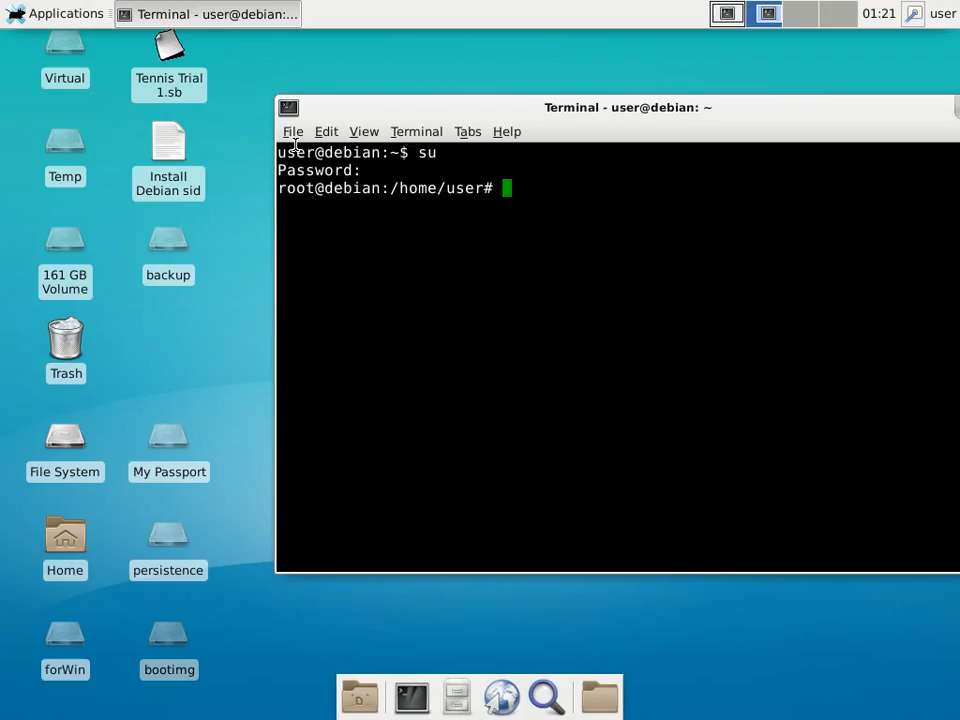 Applications
Terminal - user@debian:...
01:21
user
Virtual
Tennis Trial
1.sb
Temp
Install
Debian sid
161 GB
Volume
backup
Trash
File System
My Passport
Home
persistence
forWin
bootimg
Terminal - user@debian: ~
File Edit View Terminal Tabs Help
user@debian:~$ su
Password:
root@debian:/home/user#